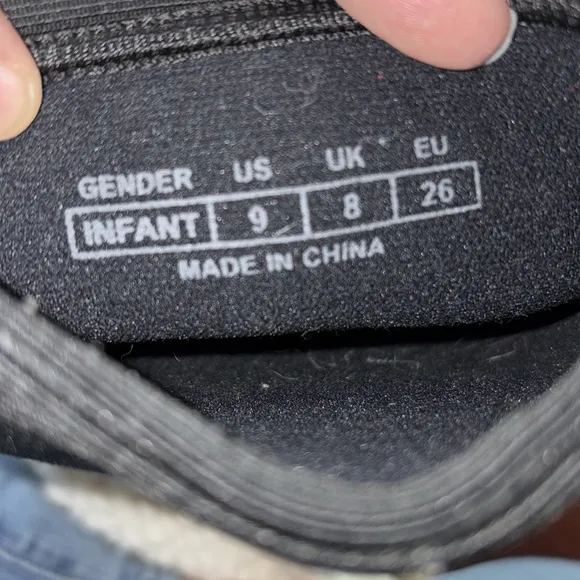 GENDER US UK EU
INFANT 9 8 26
MADE IN CHINA